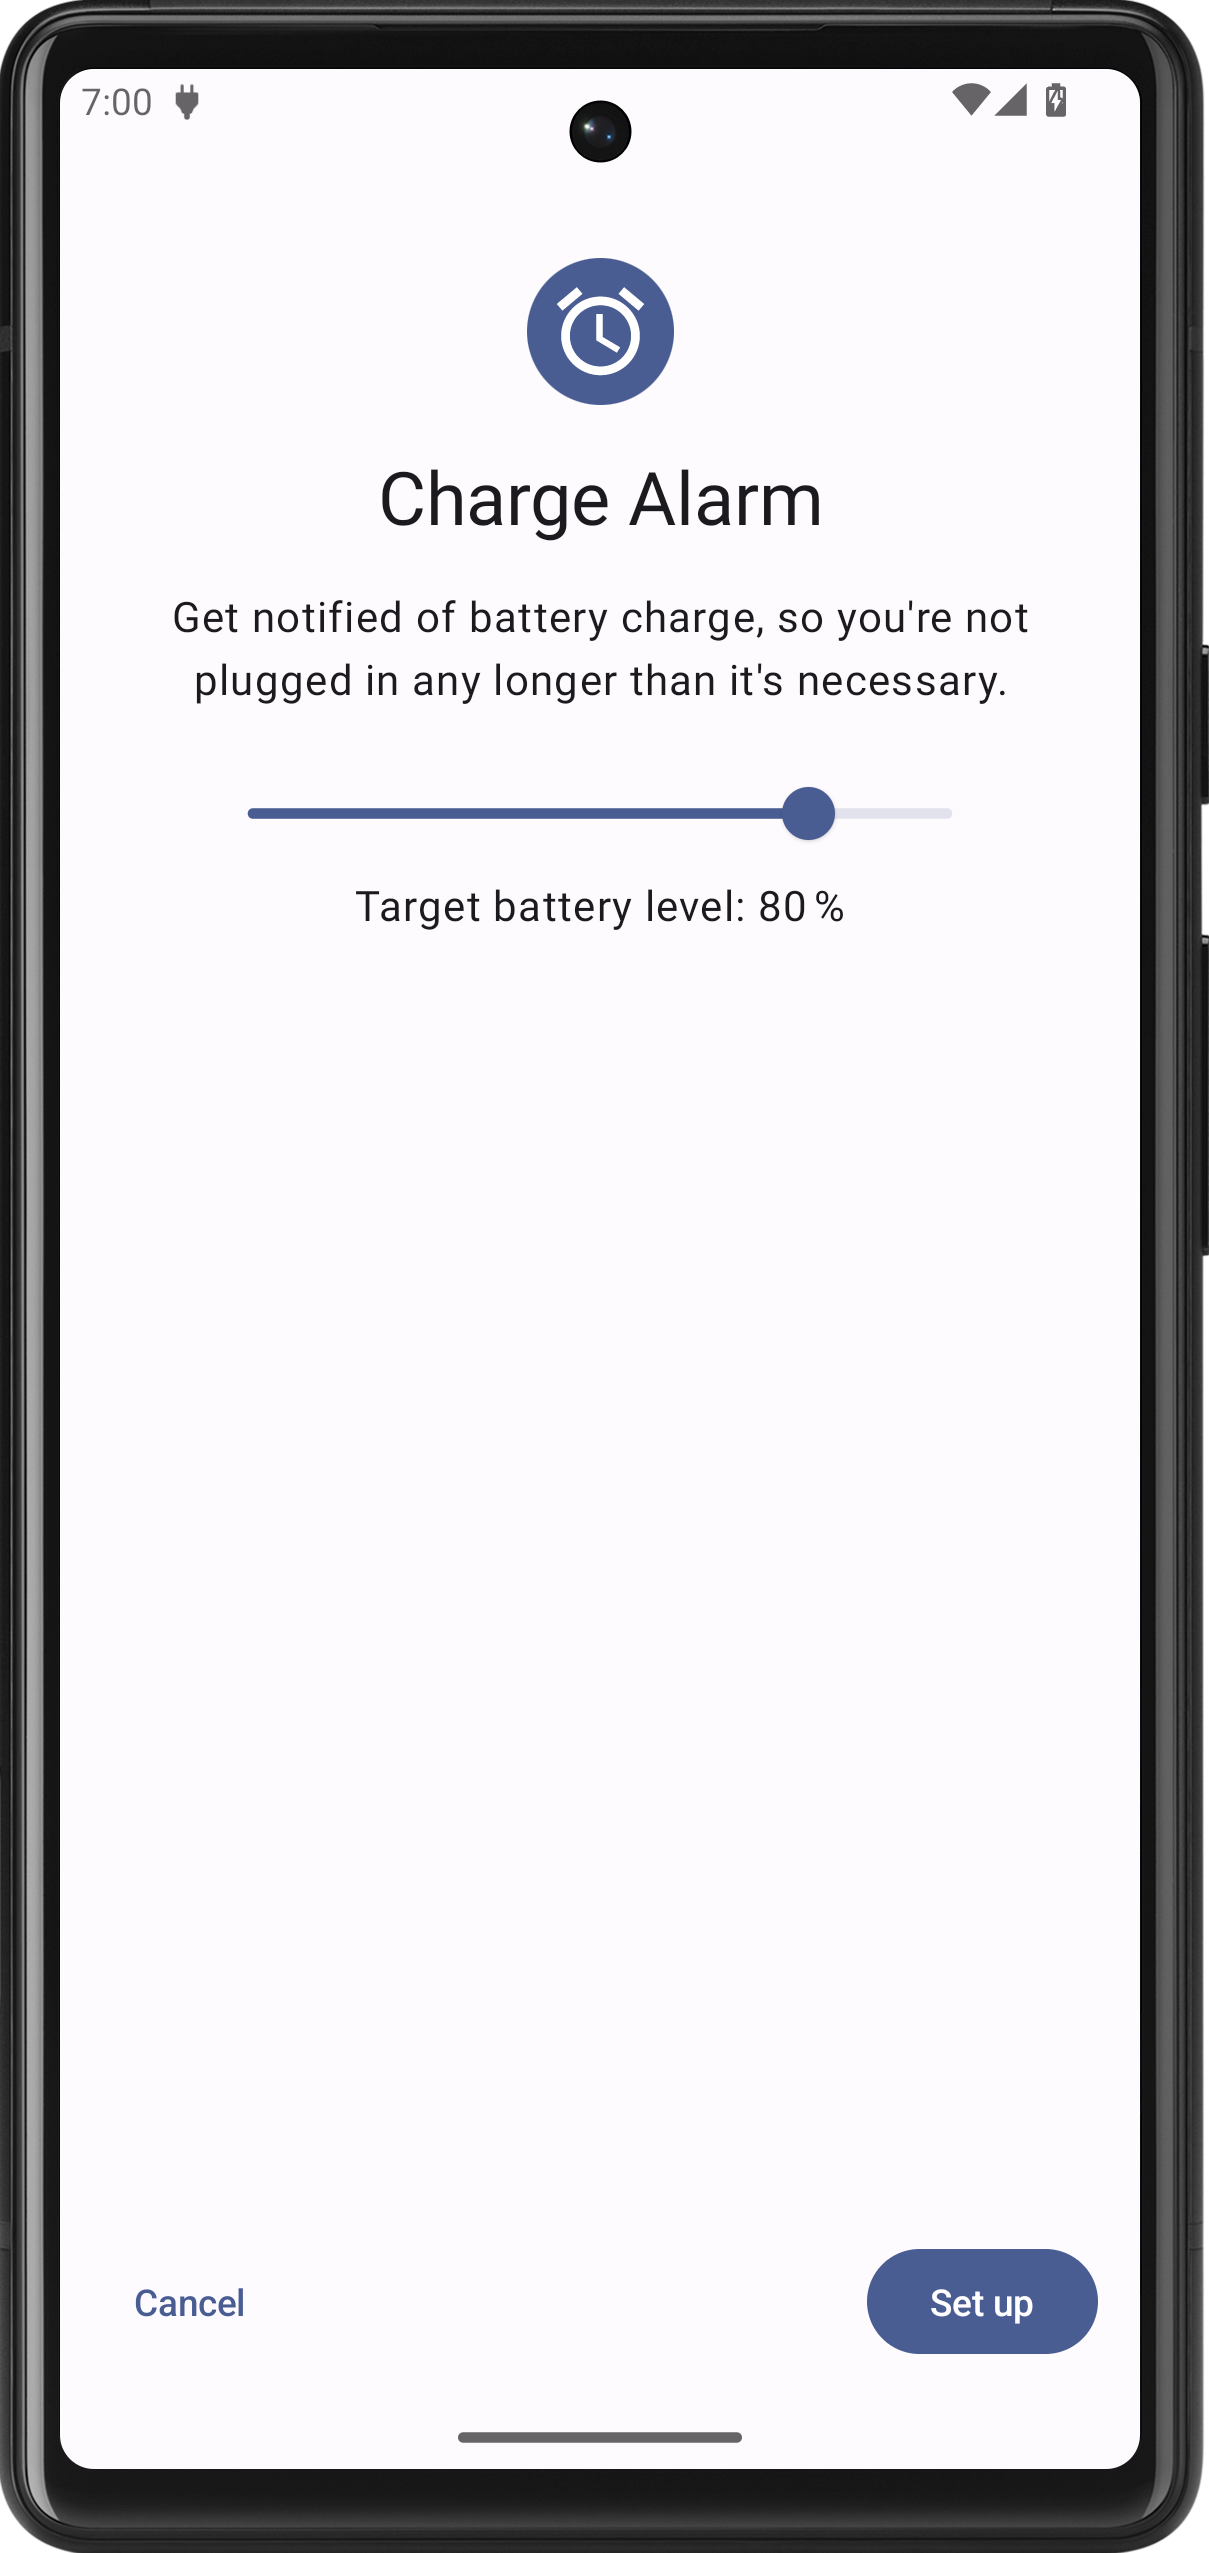 7:00
Charge Alarm
Get notified of battery charge, so you're not
plugged in any longer than it's necessary.
Target battery level: 80 %
Cancel
Set up